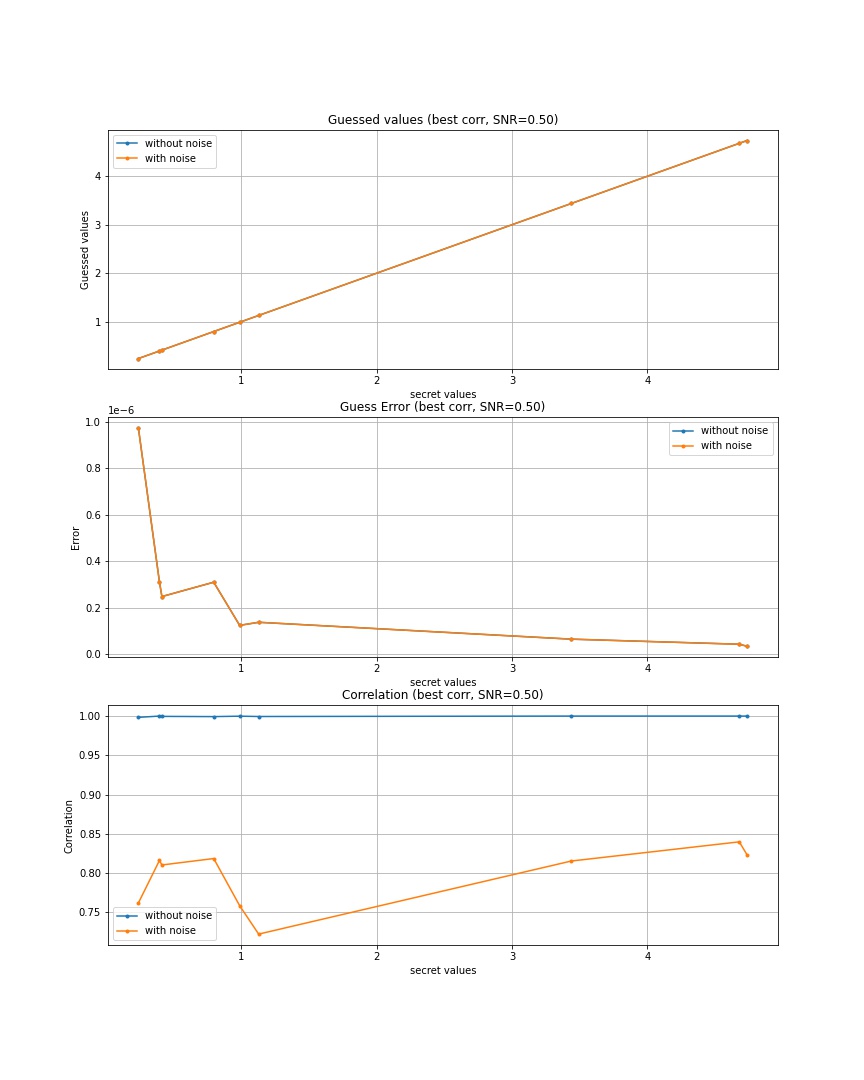 Guessed values (best corr, SNR=0.50)
without noise
with noise
4
3
2
1
Guessed values
1 2 3 4
secret values
Guess Error (best corr, SNR=0.50)
1e−6
without noise
with noise
1.0
0.8
0.6
0.4
0.2
0.0
Error
1 2 3 4
secret values
Correlation (best corr, SNR=0.50)
1.00
0.95
0.90
0.85
0.80
0.75
Correlation
without noise
with noise
1 2 3 4
secret values